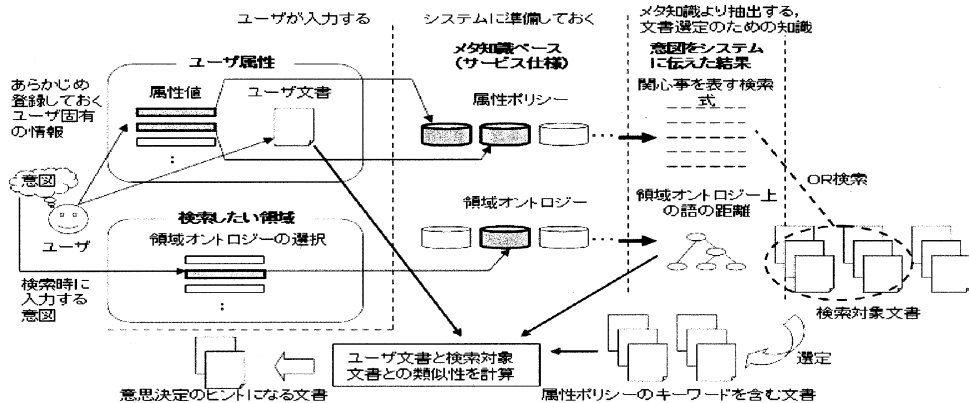 ユーザが入力する
システムに準備しておく
メタ知識より抽出する,
文書選定のための知識
ユーザ属性
メタ知識ベース
(サービス仕様)
意図をシステム
に伝えた結果
あらかじめ
登録しておく
ユーザ固有
の情報
属性値
ユーザ文書
属性ポリシー
関心事を表す検索
式
:
意図
ユーザ
OR検索
検索したい領域
領域オントロジーの選択
領域オントロジー
領域オントロジー上
の語の距離
検索時に
入力する
意図
:
検索対象文書
ユーザ文書と検索対象
文書との類似性を計算
選定
意思決定のヒントになる文書
属性ポリシーのキーワードを含む文書